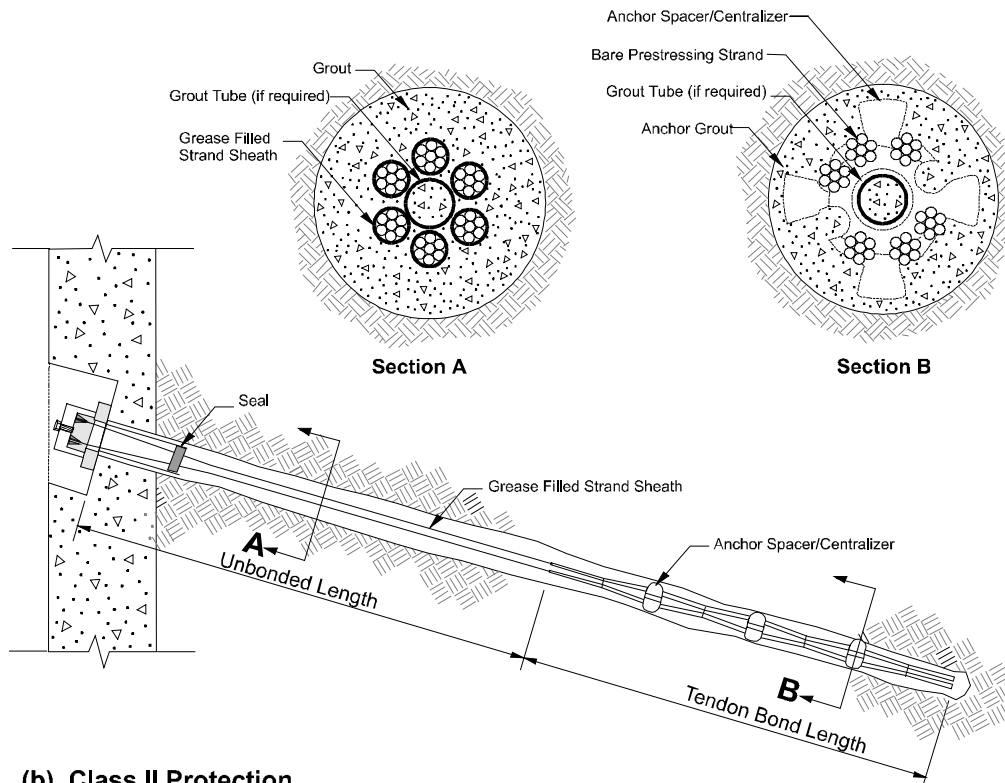 Grout
Grout Tube (if required)
Grease Filled
Strand Sheath
Section A
Anchor Spacer/Centralizer
Bare Prestressing Strand
Grout Tube (if required)
Anchor Grout
Section B
Seal
Grease Filled Strand Sheath
A
Unbonded Length
Anchor Spacer/Centralizer
B
Tendon Bond Length
(b) Class II Protection